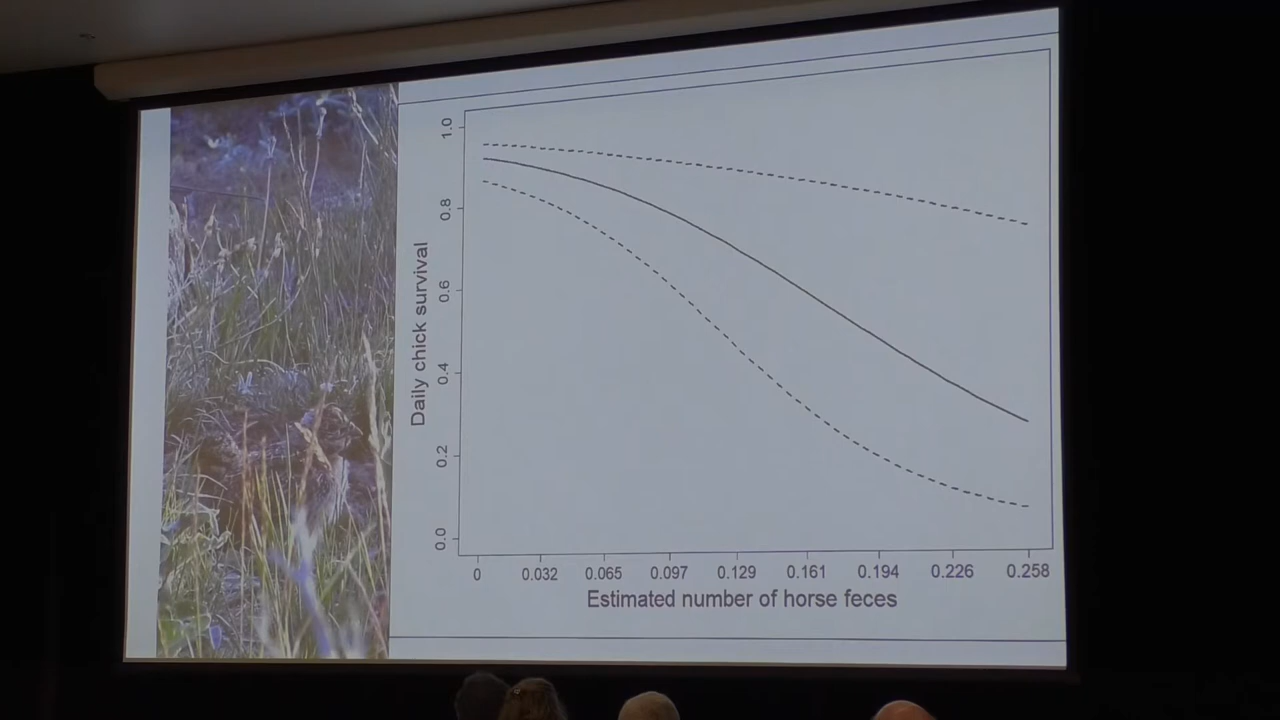 Daily chick survival
1.0
0.8
0.6
0.4
0.2
0.0
0 0.032 0.065 0.097 0.129 0.161 0.194 0.226 0.258
Estimated number of horse feces